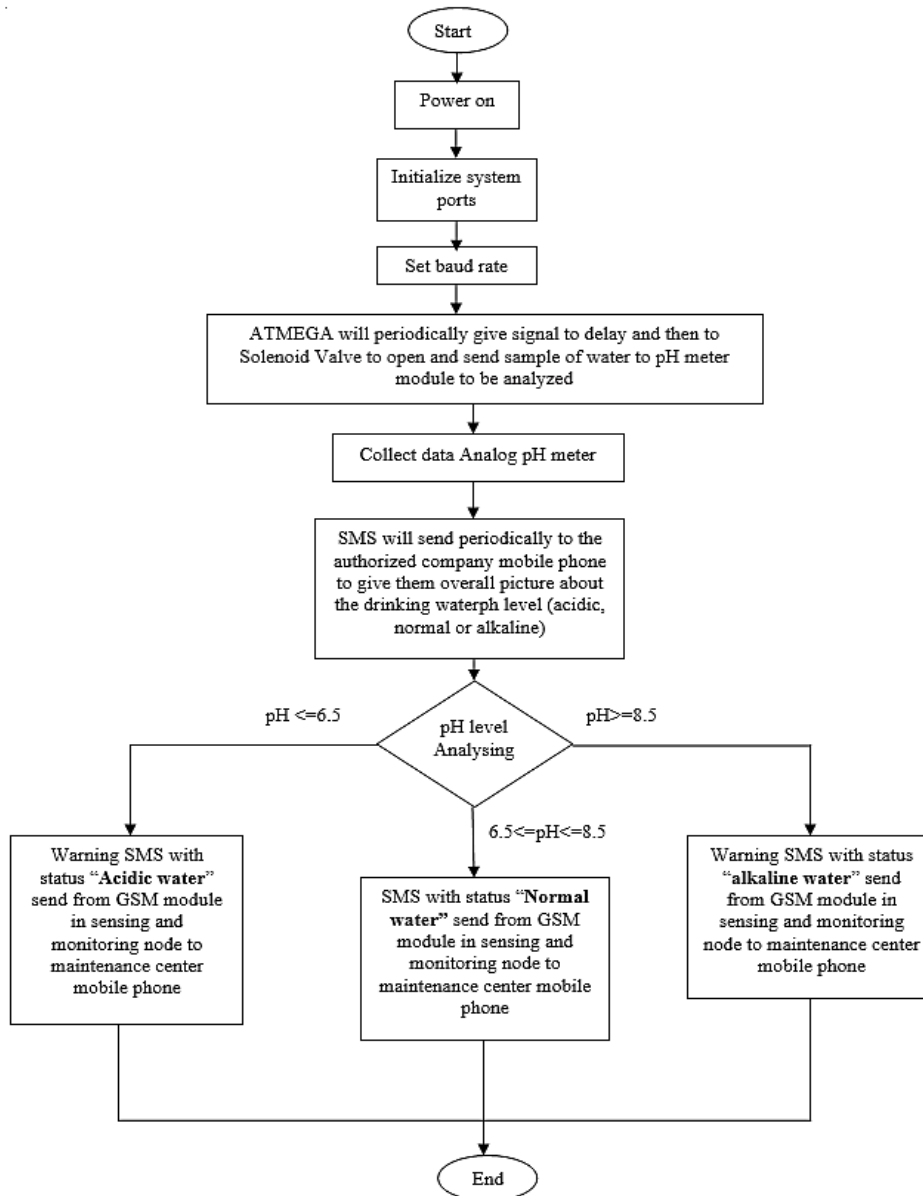 Start
Power on
Initialize system
ports
Set baud rate
ATMEGA will periodically give signal to delay and then to
Solenoid Valve to open and send sample of water to pH meter
module to be analyzed
Collect data Analog pH meter
SMS will send periodically to the
authorized company mobile phone
to give them overall picture about
the drinking waterph level (acidic,
normal or alkaline)
pH <=6.5
pH level
Analysing
pH>=8.5
6.5<=pH<=8.5
Warning SMS with
status “Acidic water”
send from GSM module
in sensing and
monitoring node to
maintenance center
mobile phone
SMS with status “Normal
water” send from GSM
module in sensing and
monitoring node to
maintenance center mobile
phone
Warning SMS with status
“alkaline water” send
from GSM module in
sensing and monitoring
node to maintenance center
mobile phone
End